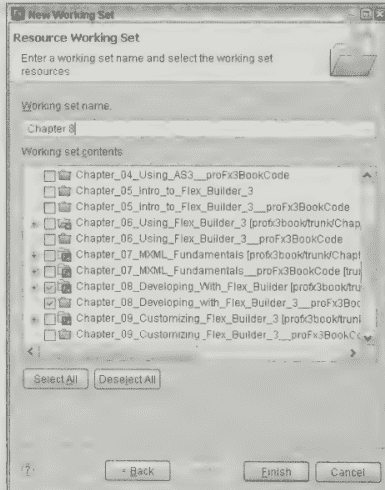 New Working Set
Resource Working Set
Enter a working set name and select the working set
resources
Working set name.
Chapter 8
Working set contents
Chapter_04_Using_AS3__proFx3BookCode
Chapter_05_Intro_to_Flex_Builder_3
Chapter_05_Intro_to_Flex_Builder_3__proFx3BookCode
Chapter_06_Using_Flex_Builder_3 [profx3book/trunk/Chap
Chapter_06_Using_Flex_Builder_3__proFx3BookCode
Chapter_07_MXML_Fundamentals [profx3book/trunk/Chapt
Chapter_07_MXML_Fundamentals__proFx3BookCode [trun
Chapter_08_Developing_With_Flex_Builder [profx3book/tru
Chapter_08_Developing_with_Flex_Builder_3__proFx3Boo
Chapter_09_Customizing_Flex_Builder_3 [profx3book/trunk
Chapter_09_Customizing_Flex_Builder_3__proFx3BookCo
Select All Deselect All
? < Back Finish Cancel